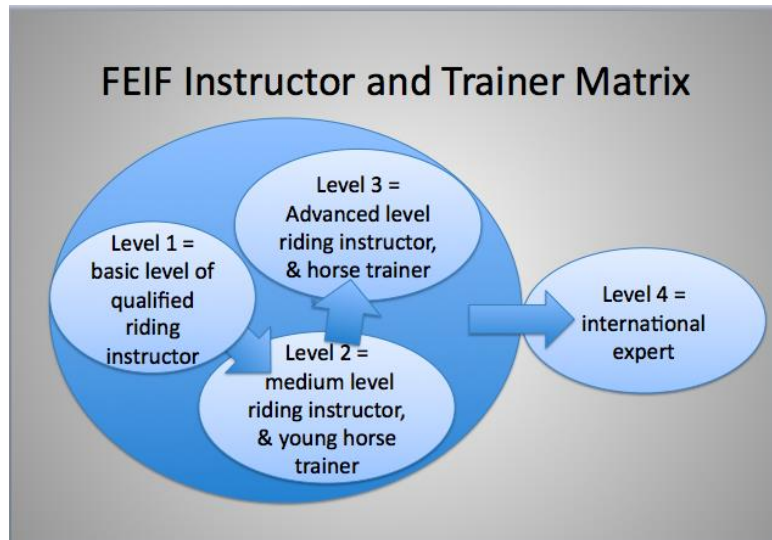 FEIF Instructor and Trainer Matrix
Level 1 =
basic level of
qualified
riding
instructor
Level 2 =
medium level
riding instructor,
& young horse
trainer
Level 3 =
Advanced level
riding instructor,
& horse trainer
Level 4 =
international
expert